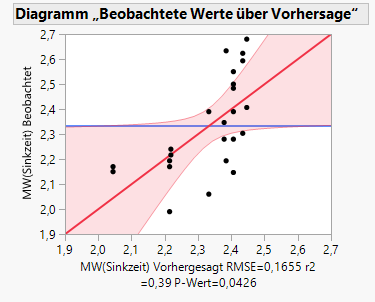 Diagramm „Beobachtete Werte über Vorhersage“
2,7
2,6
2,5
2,4
2,3
2,2
2,1
2,0
1,9
MW(Sinkzeit) Beobachtet
1,9 2,0 2,1 2,2 2,3 2,4 2,5 2,6 2,7
MW(Sinkzeit) Vorhergesagt RMSE=0,1655 r2
=0,39 P-Wert=0,0426